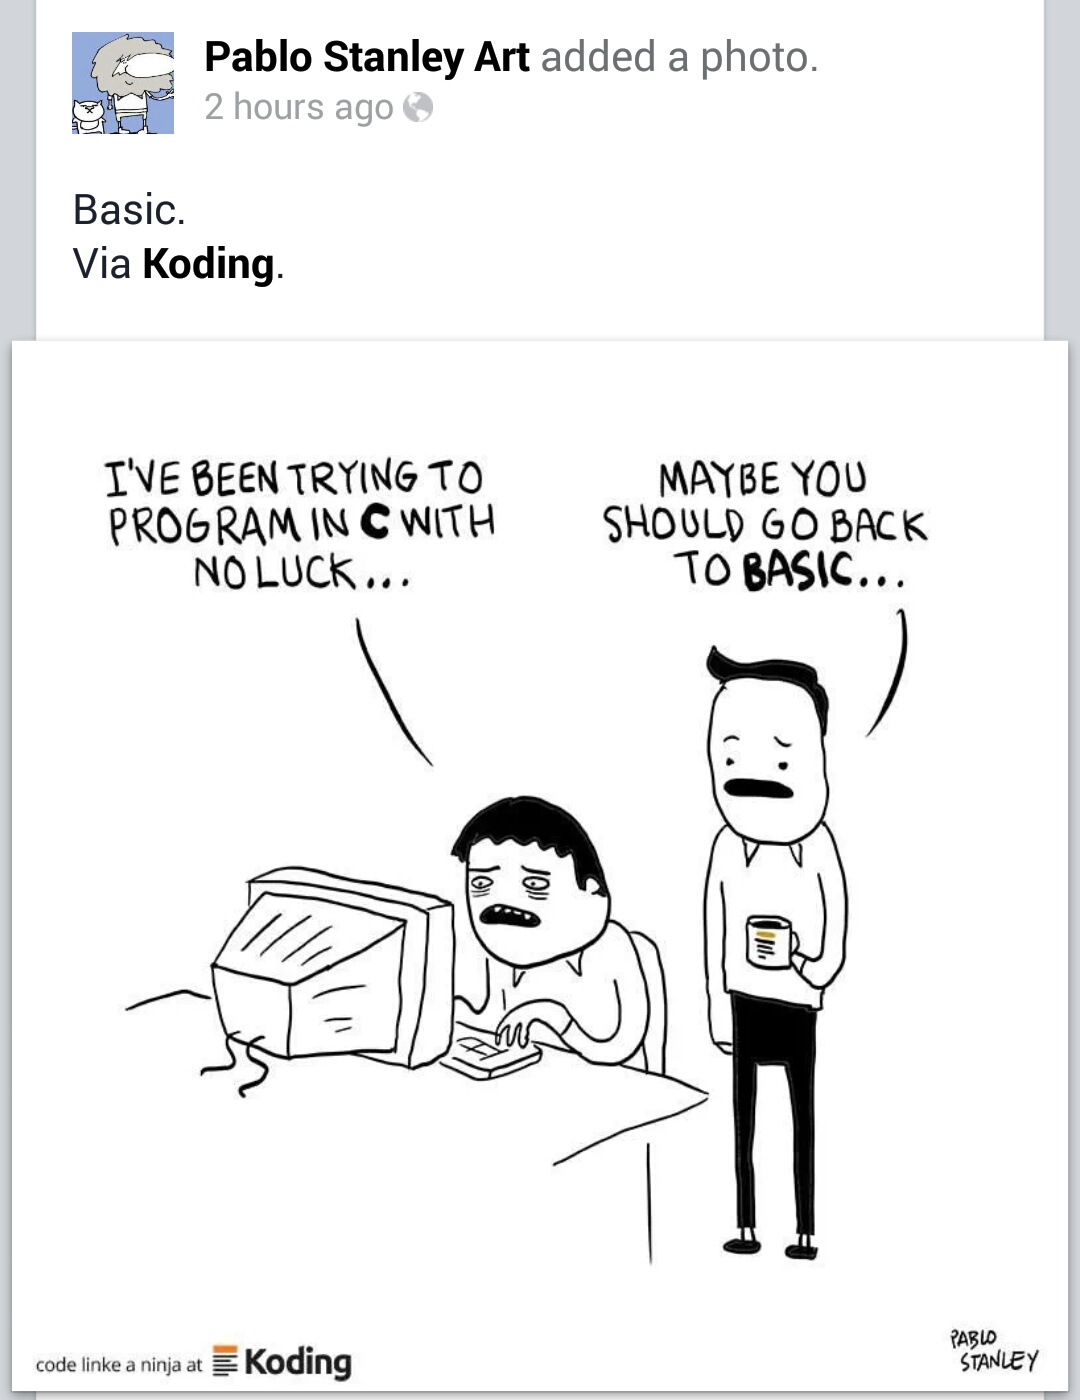 Pablo Stanley Art added a photo.
2 hours ago
Basic.
Via Koding.
I'VE BEEN TRYING TO
PROGRAM IN C WITH
NO LUCK...
MAYBE YOU
SHOULD GO BACK
TO BASIC...
code linke a ninja at Koding
PABLO
STANLEY